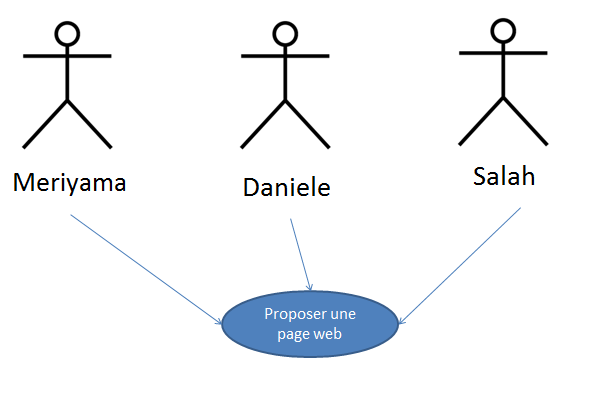 Meriyama
Daniele
Salah
Proposer une
page web